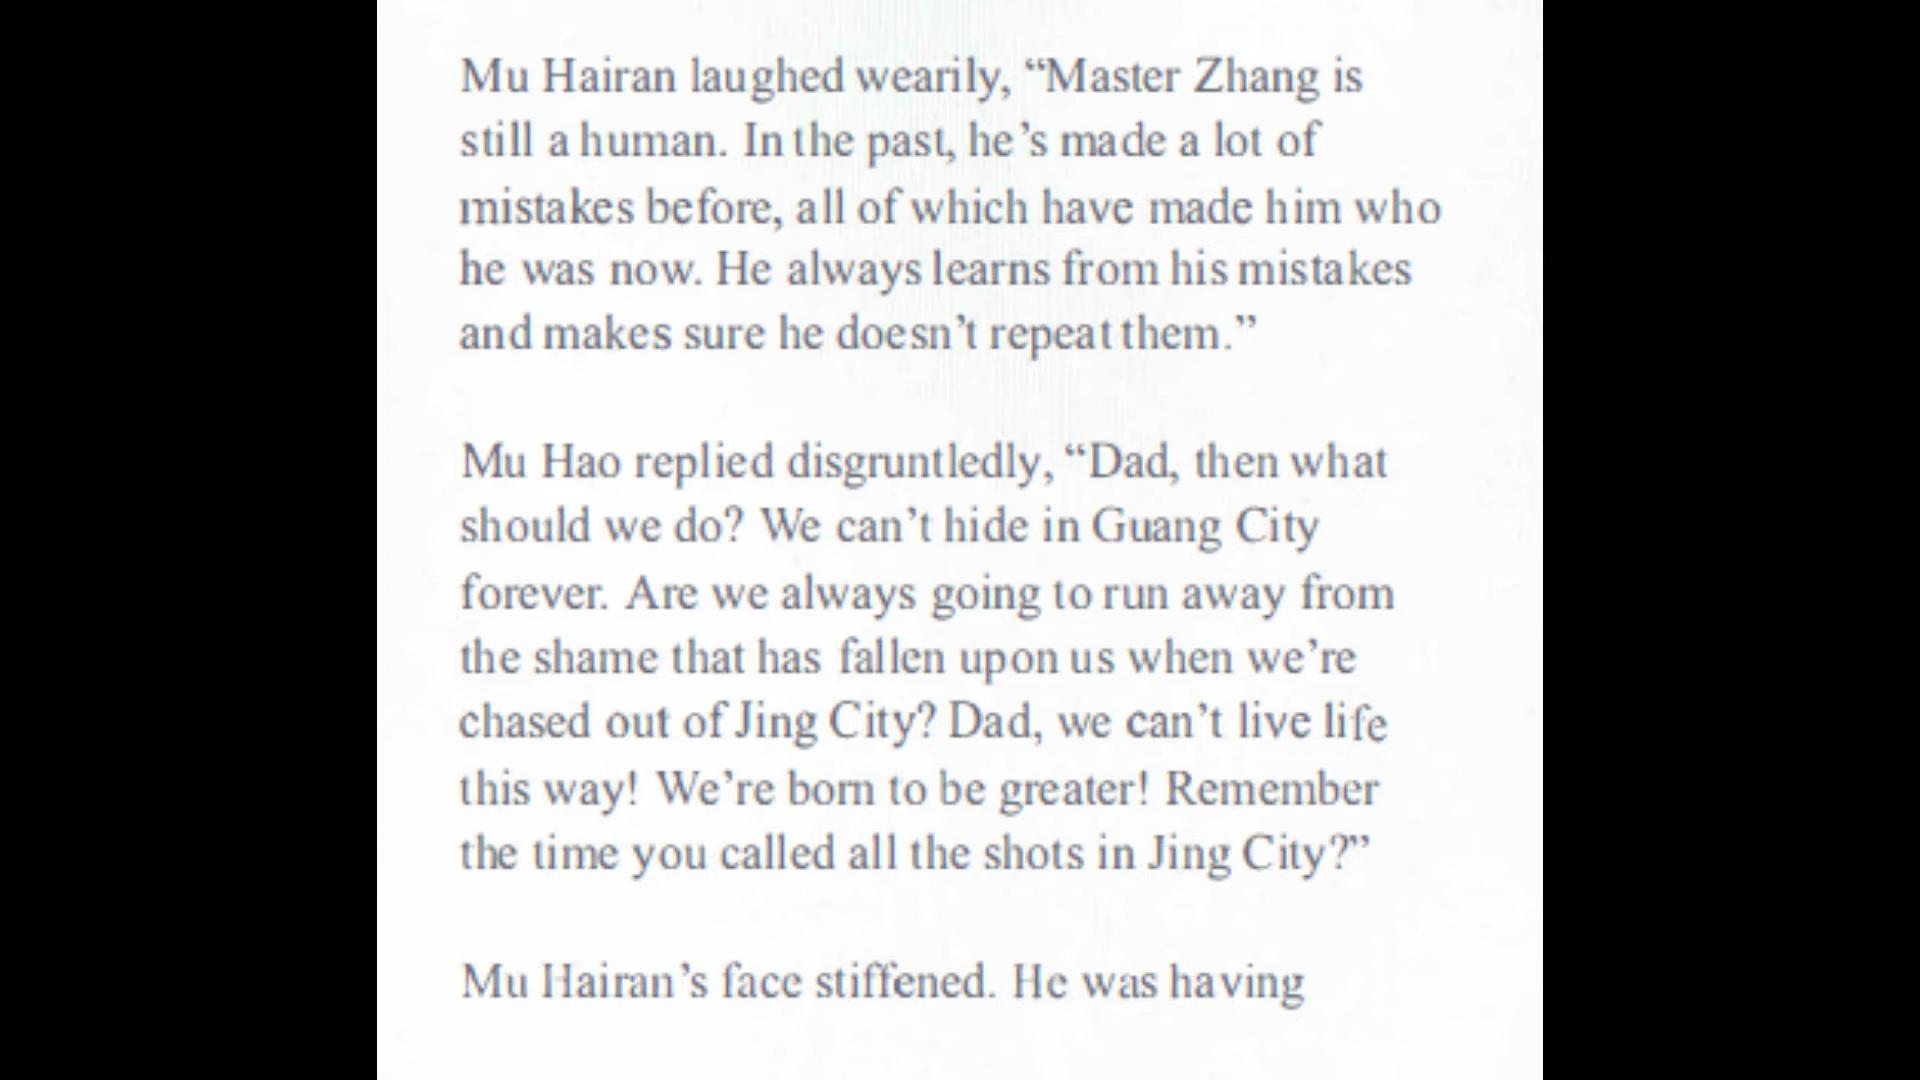 Mu Hairan laughed wearily, “Master Zhang is
still a human. In the past, he’s made a lot of
mistakes before, all of which have made him who
he was now. He always learns from his mistakes
and makes sure he doesn’t repeat them.”
Mu Hao replied disgruntledly, “Dad, then what
should we do? We can’t hide in Guang City
forever. Are we always going to run away from
the shame that has fallen upon us when we’re
chased out of Jing City? Dad, we can’t live life
this way! We’re born to be greater! Remember
the time you called all the shots in Jing City?”
Mu Hairan’s face stiffened. He was having